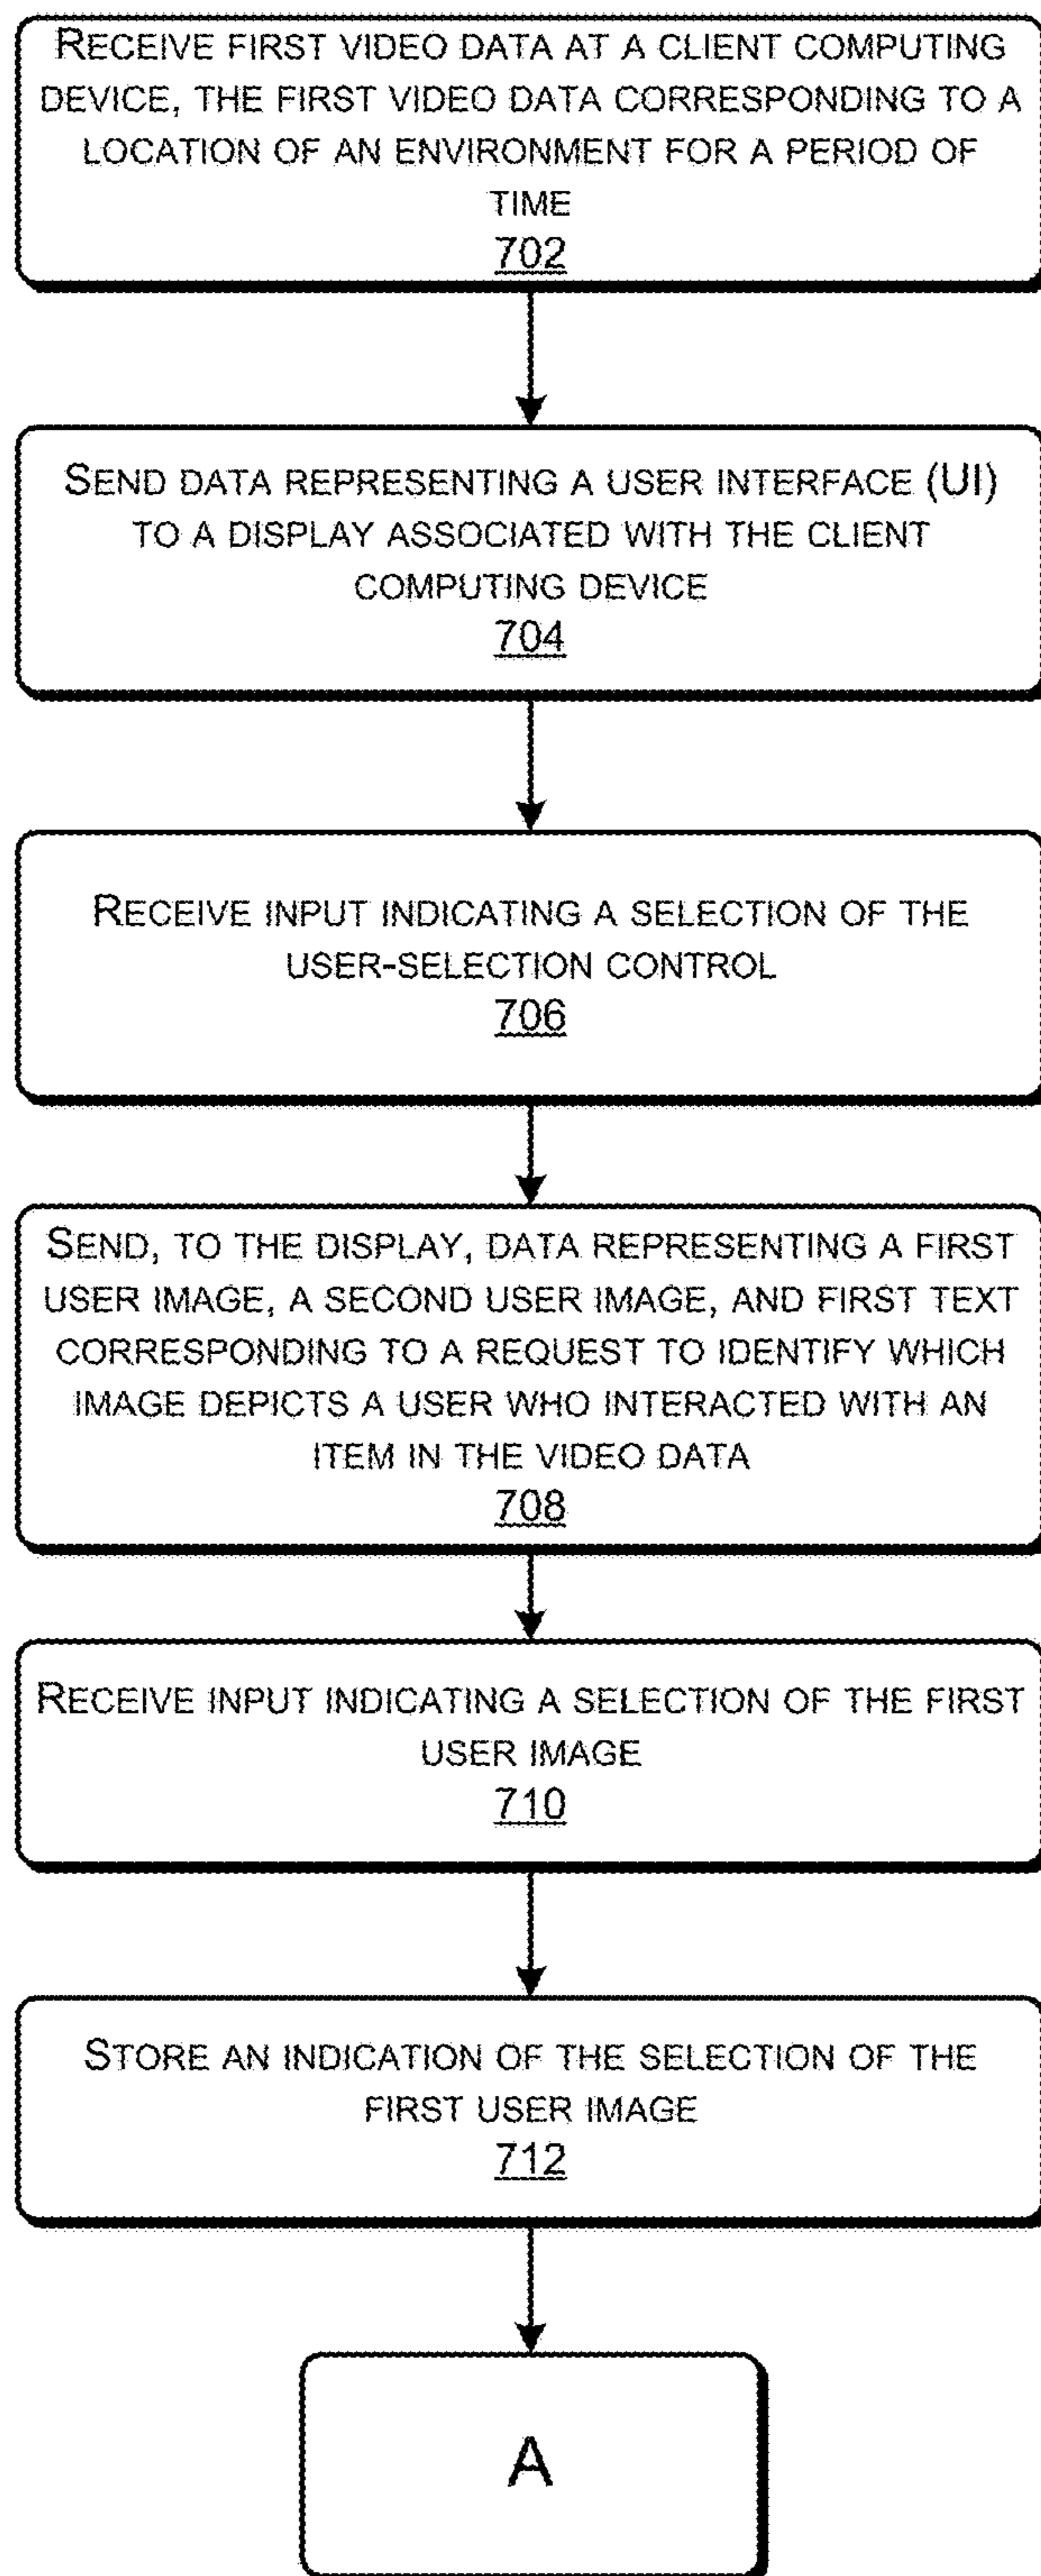 RECEIVE FIRST VIDEO DATA AT A CLIENT COMPUTING
DEVICE, THE FIRST VIDEO DATA CORRESPONDING TO A
LOCATION OF AN ENVIRONMENT FOR A PERIOD OF
TIME
702
SEND DATA REPRESENTING A USER INTERFACE (UI)
TO A DISPLAY ASSOCIATED WITH THE CLIENT
COMPUTING DEVICE
704
RECEIVE INPUT INDICATING A SELECTION OF THE
USER-SELECTION CONTROL
706
SEND, TO THE DISPLAY, DATA REPRESENTING A FIRST
USER IMAGE, A SECOND USER IMAGE, AND FIRST TEXT
CORRESPONDING TO A REQUEST TO IDENTIFY WHICH
IMAGE DEPICTS A USER WHO INTERACTED WITH AN
ITEM IN THE VIDEO DATA
708
RECEIVE INPUT INDICATING A SELECTION OF THE FIRST
USER IMAGE
710
STORE AN INDICATION OF THE SELECTION OF THE
FIRST USER IMAGE
712
A